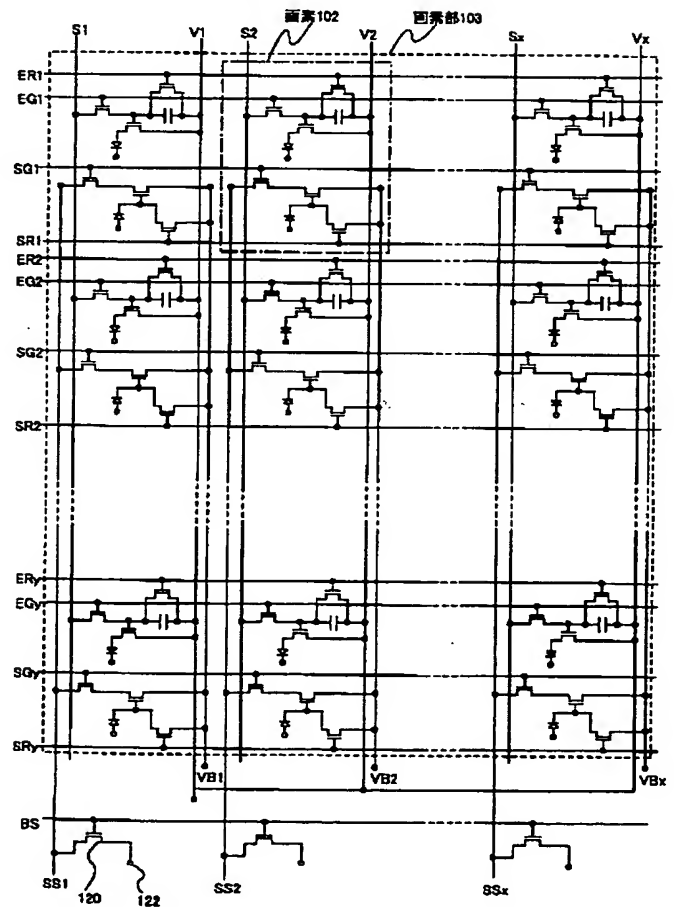 画素102
画素部103
S1
V1
S2
V2
Sx
Vx
ER1
EG1
SG1
SR1
ER2
EG2
SG2
SR2
ERy
EGy
SGy
SRy
VB1
VB2
VBx
BS
SS1
120
122
SS2
SSx